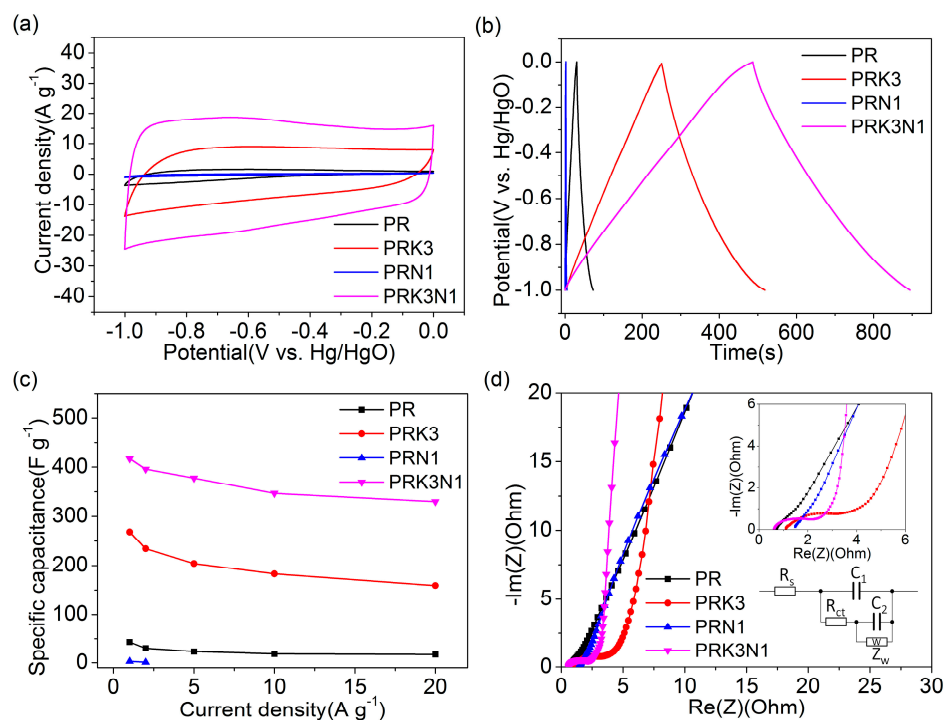 (a)
Current density(A g⁻¹)
40
30
20
10
0
-10
-20
-30
-40
-1.0 -0.8 -0.6 -0.4 -0.2 0.0
Potential(V vs. Hg/HgO)
PR
PRK3
PRN1
PRK3N1
(b)
Potential(V vs. Hg/HgO)
0.0
-0.2
-0.4
-0.6
-0.8
-1.0
0 200 400 600 800
Time(s)
PR
PRK3
PRN1
PRK3N1
(c)
Specific capacitance(F g⁻¹)
500
400
300
200
100
0
0 5 10 15 20
Current density(A g⁻¹)
PR
PRK3
PRN1
PRK3N1
(d)
-Im(Z)(Ohm)
20
15
10
5
0
0 5 10 15 20 25 30
Re(Z)(Ohm)
PR
PRK3
PRN1
PRK3N1
-Im(Z)(Ohm)
6
4
2
0
0 2 4 6
Re(Z)(Ohm)
Rs
C1
Rct
C2
w
Zw